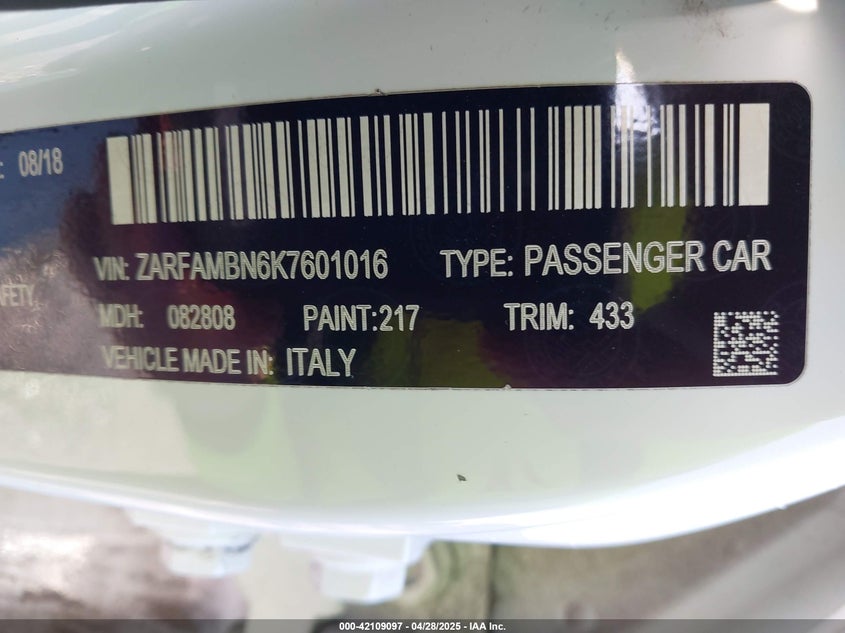 : 08/18
VIN: ZARFAMBN6K7601016 TYPE: PASSENGER CAR
AFETY
MDH: 082808 PAINT:217 TRIM: 433
VEHICLE MADE IN: ITALY
000-42109097 04/28/2025 © IAA Inc.